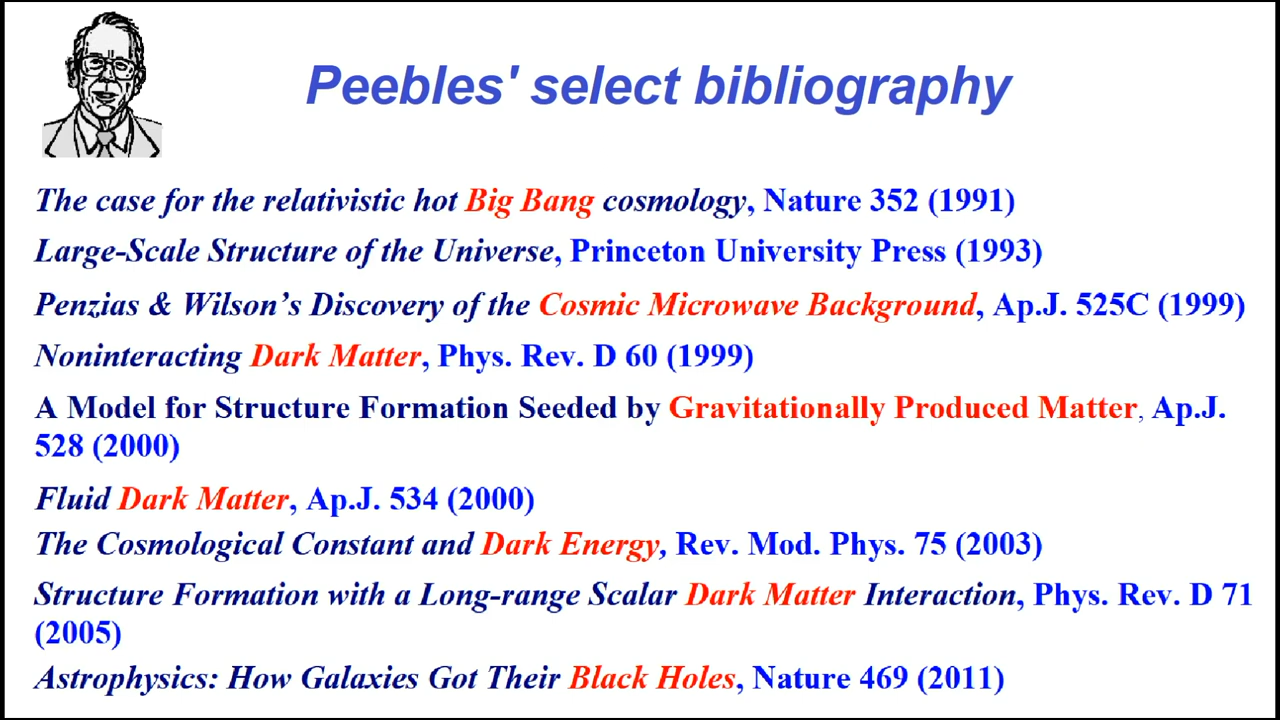 Peebles' select bibliography
The case for the relativistic hot Big Bang cosmology, Nature 352 (1991)
Large-Scale Structure of the Universe, Princeton University Press (1993)
Penzias & Wilson’s Discovery of the Cosmic Microwave Background, Ap.J. 525C (1999)
Noninteracting Dark Matter, Phys. Rev. D 60 (1999)
A Model for Structure Formation Seeded by Gravitationally Produced Matter, Ap.J.
528 (2000)
Fluid Dark Matter, Ap.J. 534 (2000)
The Cosmological Constant and Dark Energy, Rev. Mod. Phys. 75 (2003)
Structure Formation with a Long-range Scalar Dark Matter Interaction, Phys. Rev. D 71
(2005)
Astrophysics: How Galaxies Got Their Black Holes, Nature 469 (2011)